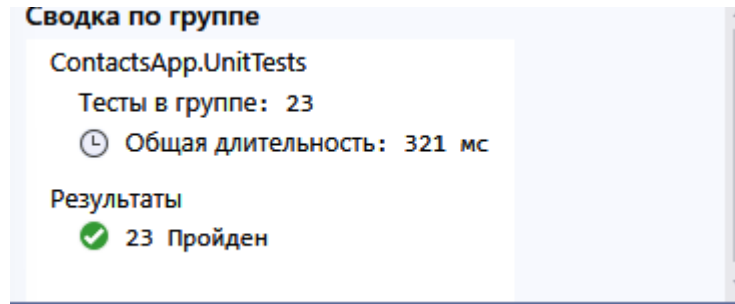 Сводка по группе
ContactsApp.UnitTests
Тесты в группе: 23
Общая длительность: 321 мс
Результаты
23 Пройден